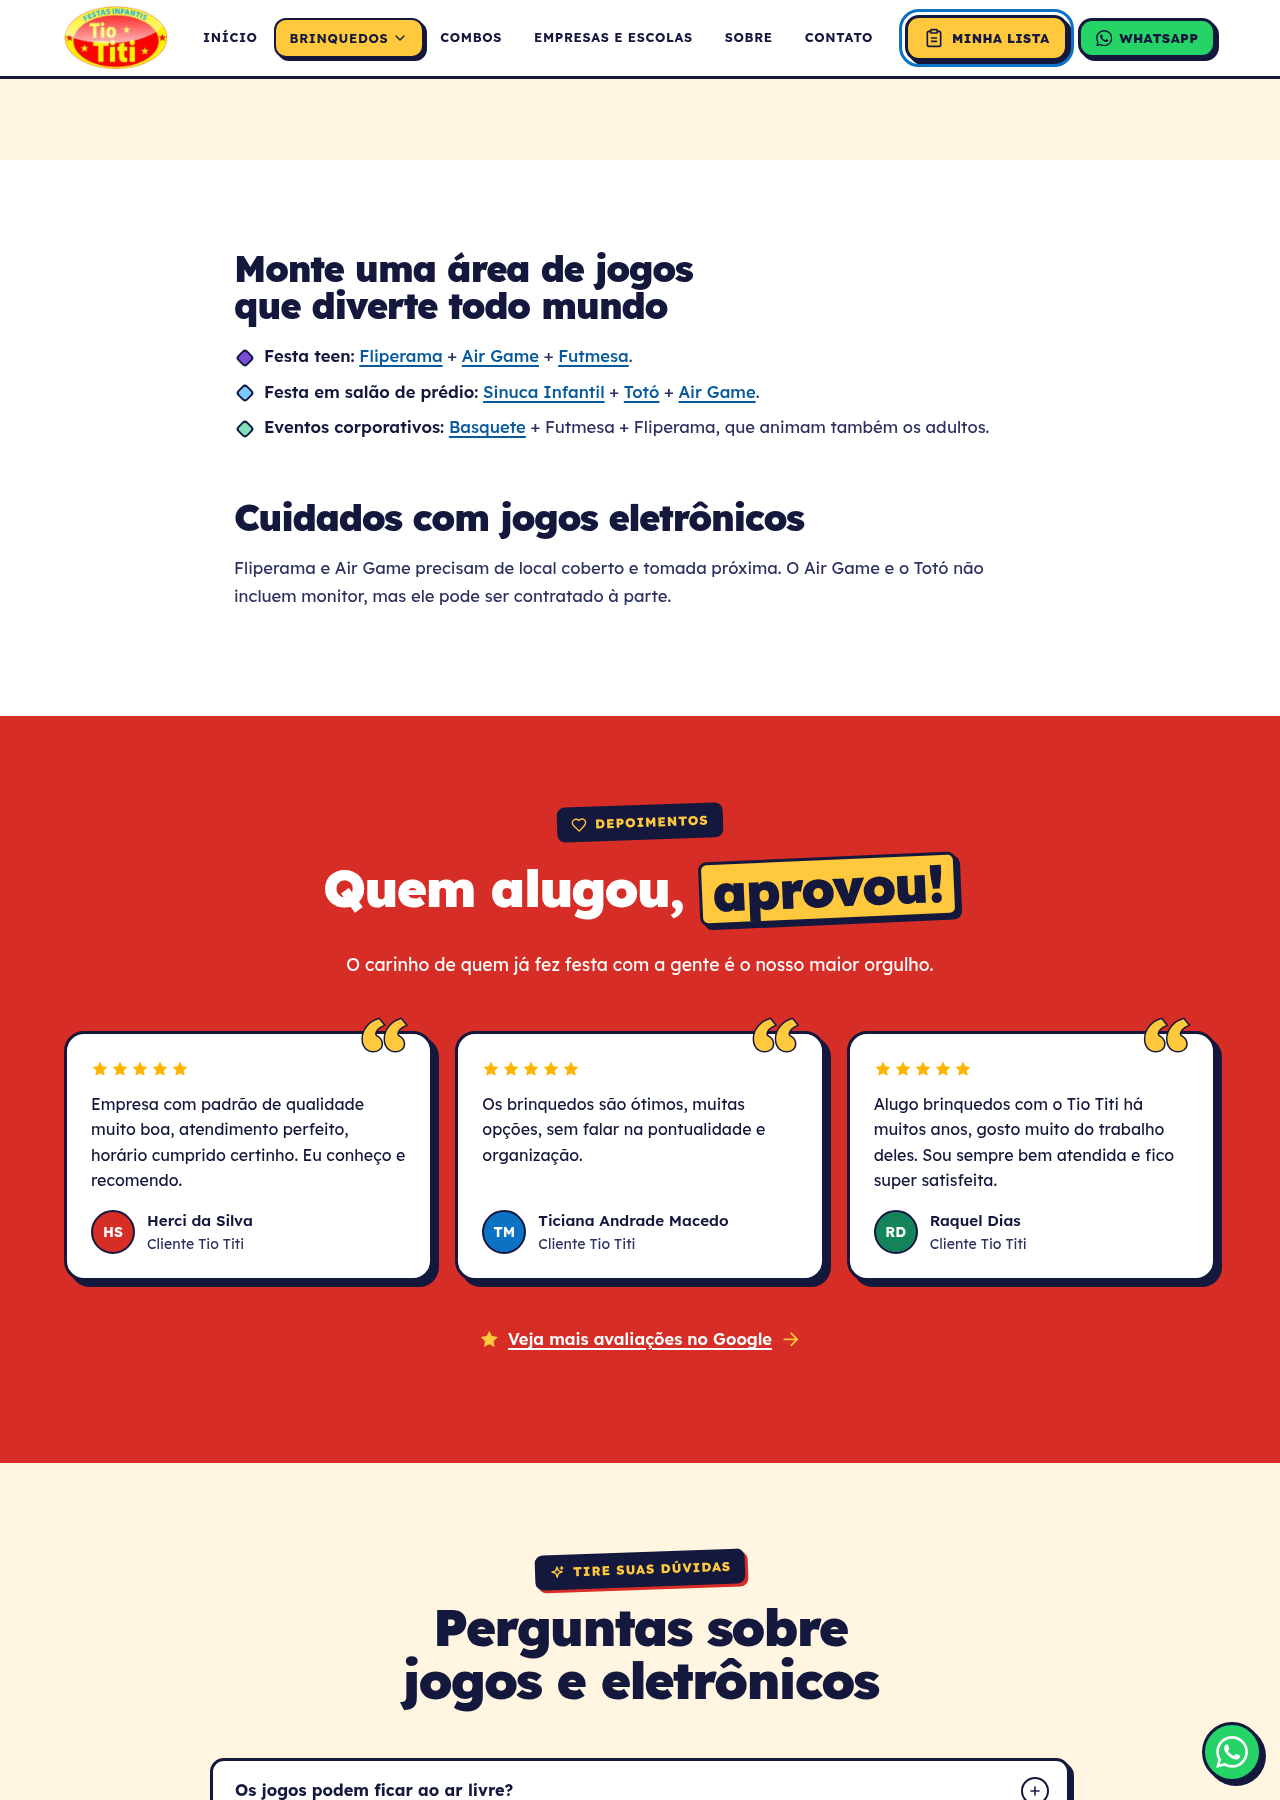 FESTAS INFANTIS
Tio
Titi
INÍCIO
BRINQUEDOS
COMBOS
EMPRESAS E ESCOLAS
SOBRE
CONTATO
MINHA LISTA
WHATSAPP
Monte uma área de jogos
que diverte todo mundo
Festa teen: Fliperama + Air Game + Futmesa.
Festa em salão de prédio: Sinuca Infantil + Totó + Air Game.
Eventos corporativos: Basquete + Futmesa + Fliperama, que animam também os adultos.
Cuidados com jogos eletrônicos
Fliperama e Air Game precisam de local coberto e tomada próxima. O Air Game e o Totó não
incluem monitor, mas ele pode ser contratado à parte.
DEPOIMENTOS
Quem alugou, aprovou!
O carinho de quem já fez festa com a gente é o nosso maior orgulho.
Empresa com padrão de qualidade
muito boa, atendimento perfeito,
horário cumprido certinho. Eu conheço e
recomendo.
HS
Herci da Silva
Cliente Tio Titi
Os brinquedos são ótimos, muitas
opções, sem falar na pontualidade e
organização.
TM
Ticiana Andrade Macedo
Cliente Tio Titi
Alugo brinquedos com o Tio Titi há
muitos anos, gosto muito do trabalho
deles. Sou sempre bem atendida e fico
super satisfeita.
RD
Raquel Dias
Cliente Tio Titi
Veja mais avaliações no Google
TIRE SUAS DÚVIDAS
Perguntas sobre
jogos e eletrônicos
Os jogos podem ficar ao ar livre?